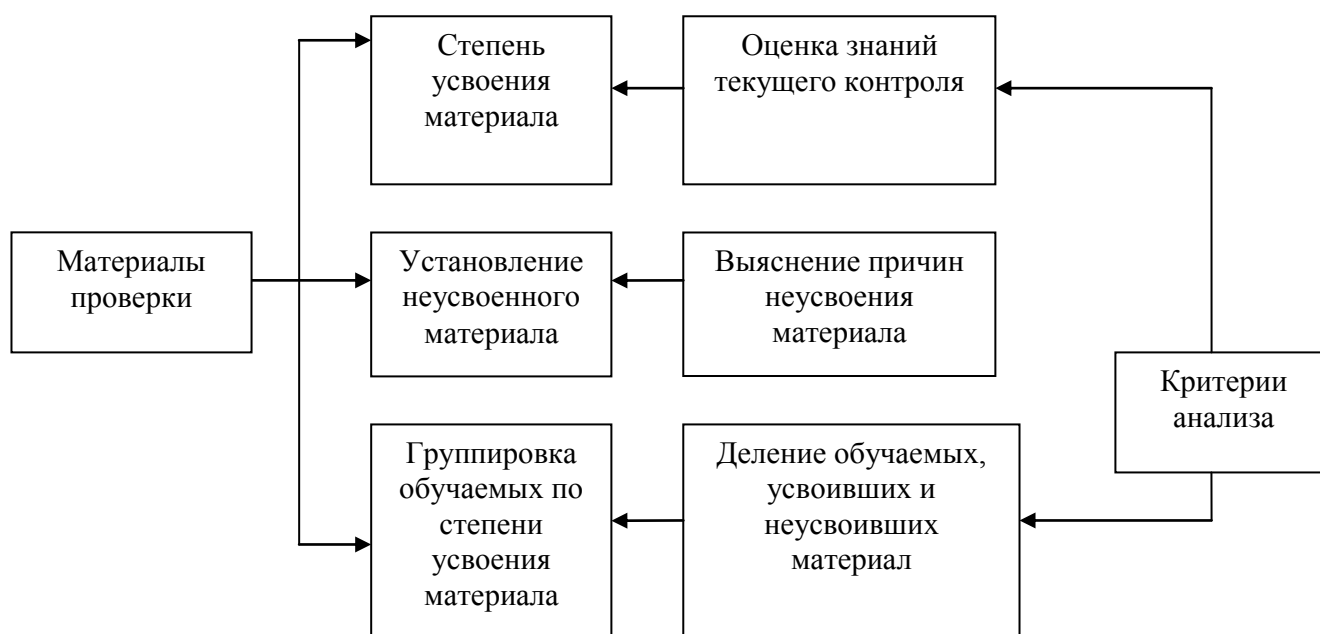 Степень
усвоения
материала
Оценка знаний
текущего контроля
Материалы
проверки
Установление
неусвоенного
материала
Выяснение причин
неусвоения
материала
Критерии
анализа
Группировка
обучаемых по
степени
усвоения
материала
Деление обучаемых,
усвоивших и
неусвоивших
материал